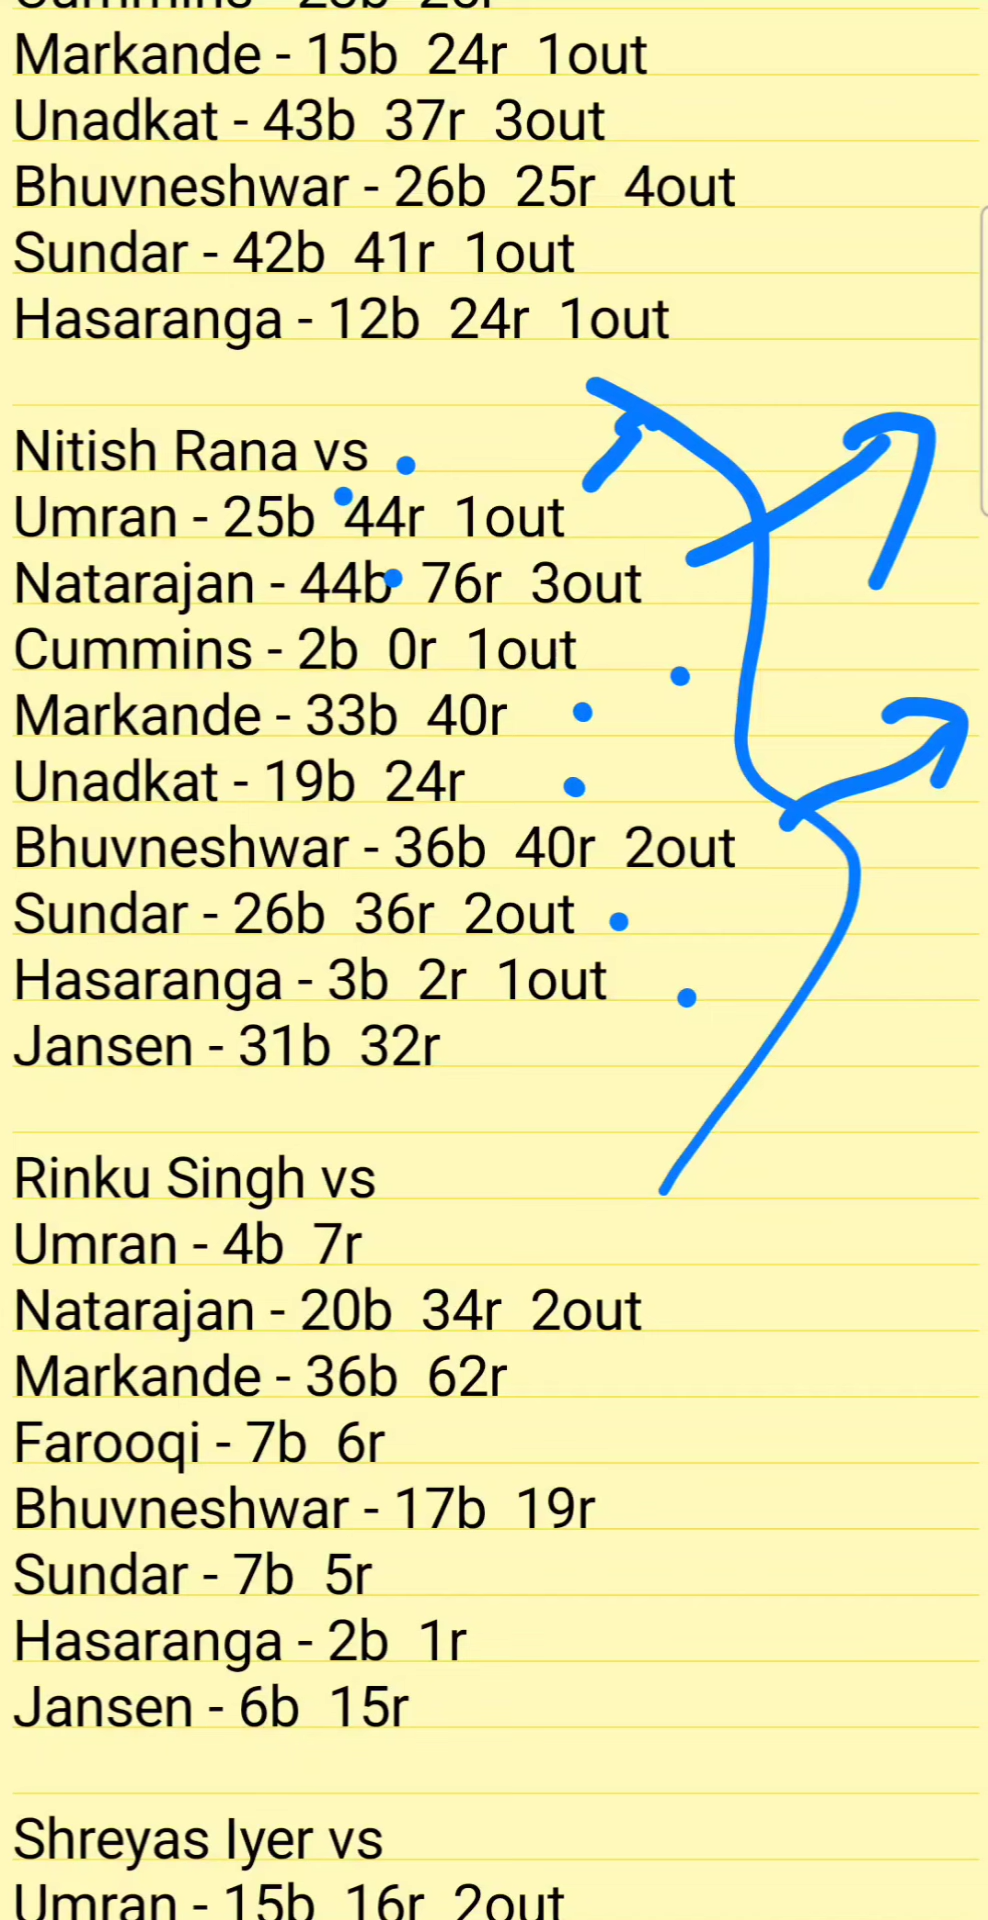 Cummins - 23b 26r
Markande - 15b 24r 1out
Unadkat - 43b 37r 3out
Bhuvneshwar - 26b 25r 4out
Sundar - 42b 41r 1out
Hasaranga - 12b 24r 1out
Nitish Rana vs
Umran - 25b 44r 1out
Natarajan - 44b 76r 3out
Cummins - 2b 0r 1out
Markande - 33b 40r
Unadkat - 19b 24r
Bhuvneshwar - 36b 40r 2out
Sundar - 26b 36r 2out
Hasaranga - 3b 2r 1out
Jansen - 31b 32r
Rinku Singh vs
Umran - 4b 7r
Natarajan - 20b 34r 2out
Markande - 36b 62r
Farooqi - 7b 6r
Bhuvneshwar - 17b 19r
Sundar - 7b 5r
Hasaranga - 2b 1r
Jansen - 6b 15r
Shreyas Iyer vs
Umran - 15b 16r 2out